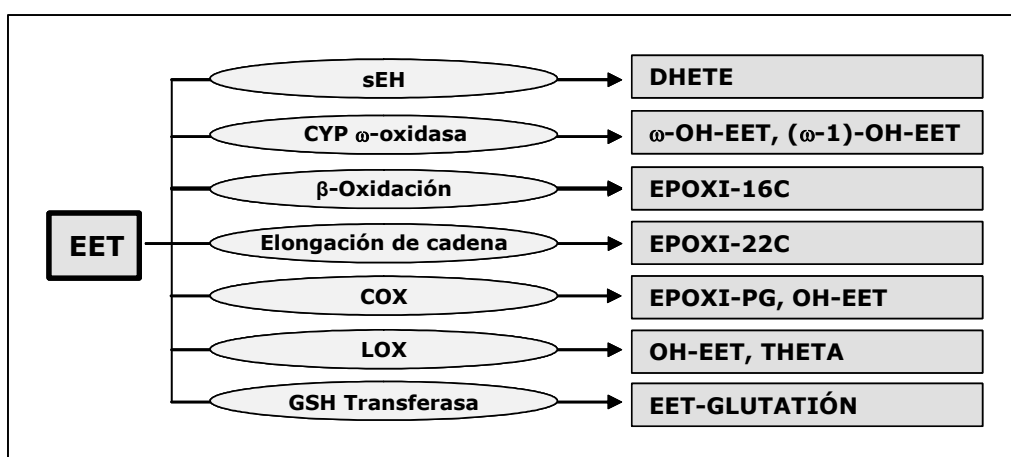 sEH DHETE
CYP ω-oxidasa ω-OH-EET, (ω-1)-OH-EET
β-Oxidación EPOXI-16C
EET Elongación de cadena EPOXI-22C
COX EPOXI-PG, OH-EET
LOX OH-EET, THETA
GSH Transferasa EET-GLUTATIÓN